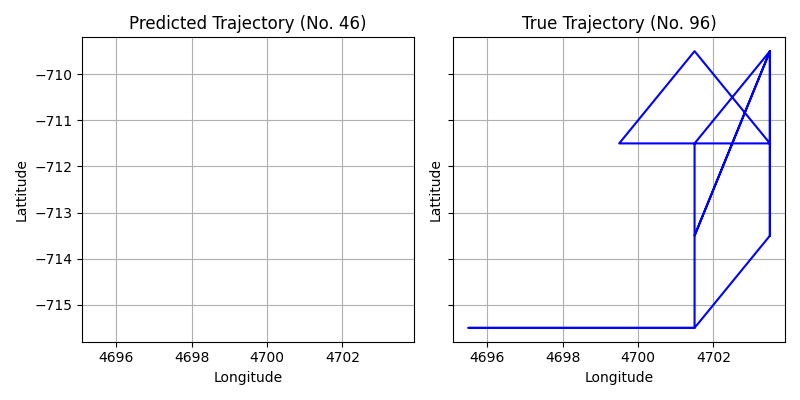 Predicted Trajectory (No. 46)
True Trajectory (No. 96)
−710
−711
−712
−713
−714
−715
Lattitude
Lattitude
4696 4698 4700 4702
4696 4698 4700 4702
Longitude
Longitude